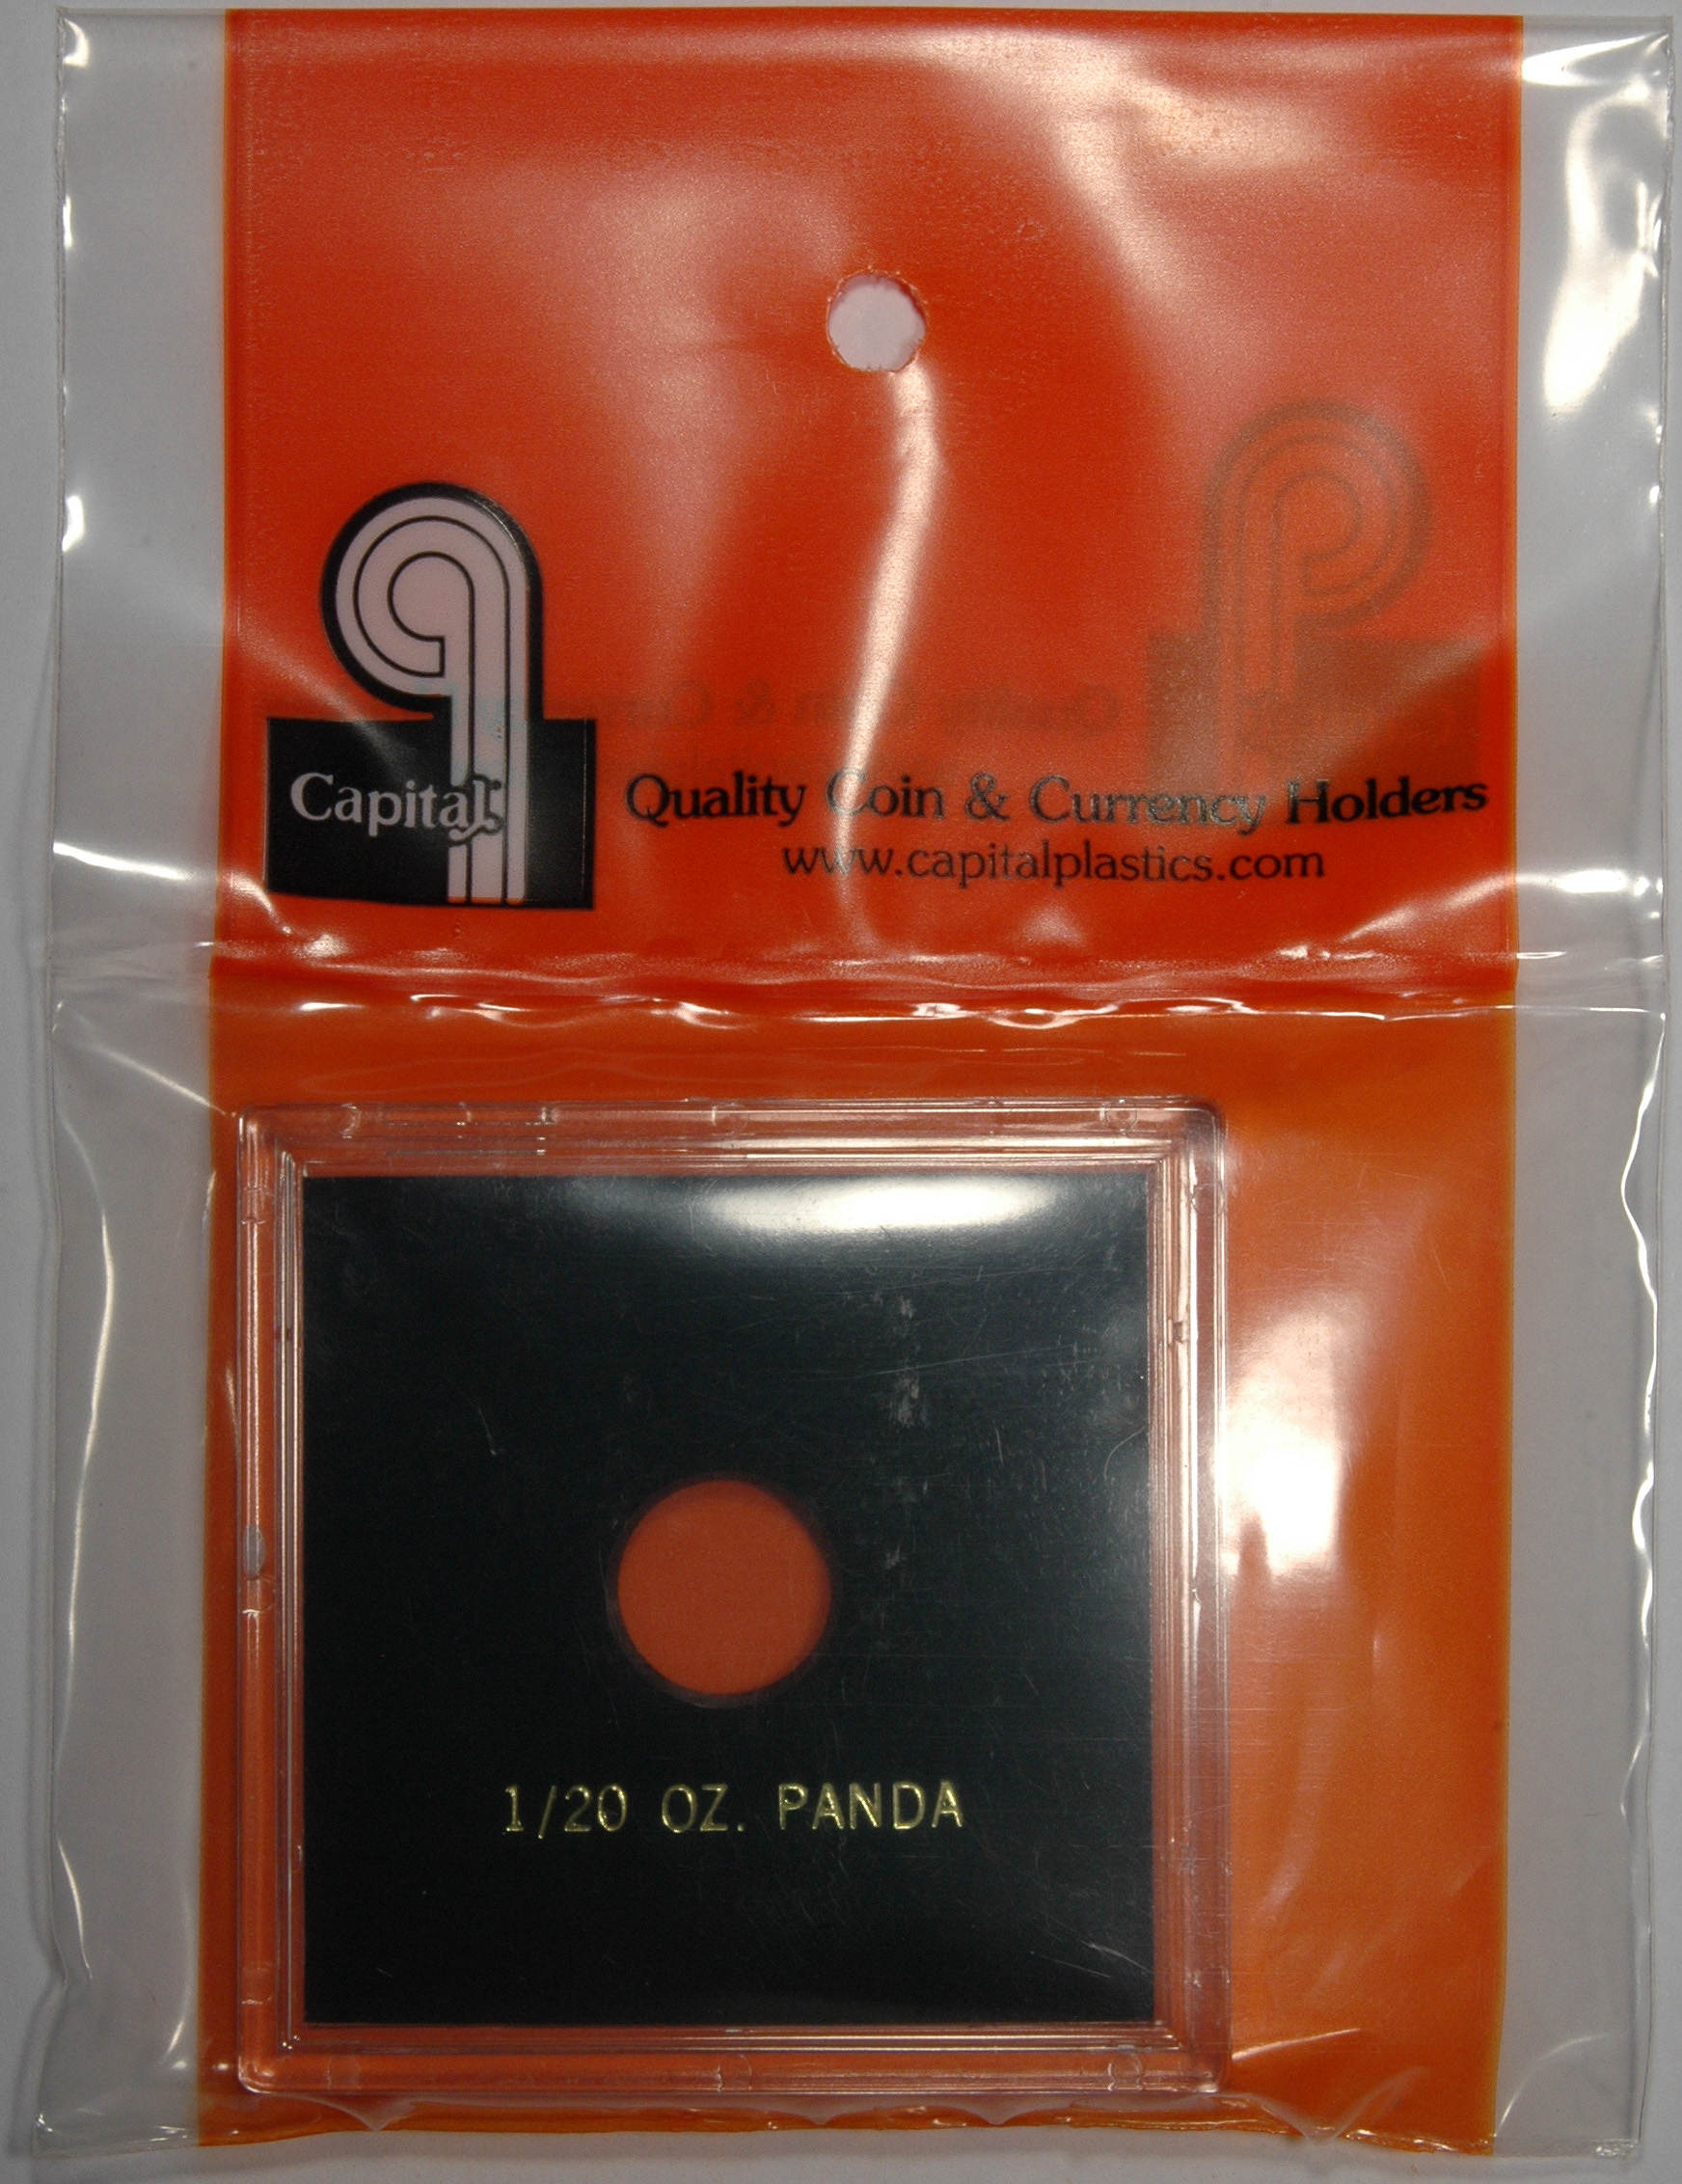 Capital
Quality Coin & Currency Holders
www.capitalplastics.com
1/20 OZ. PANDA